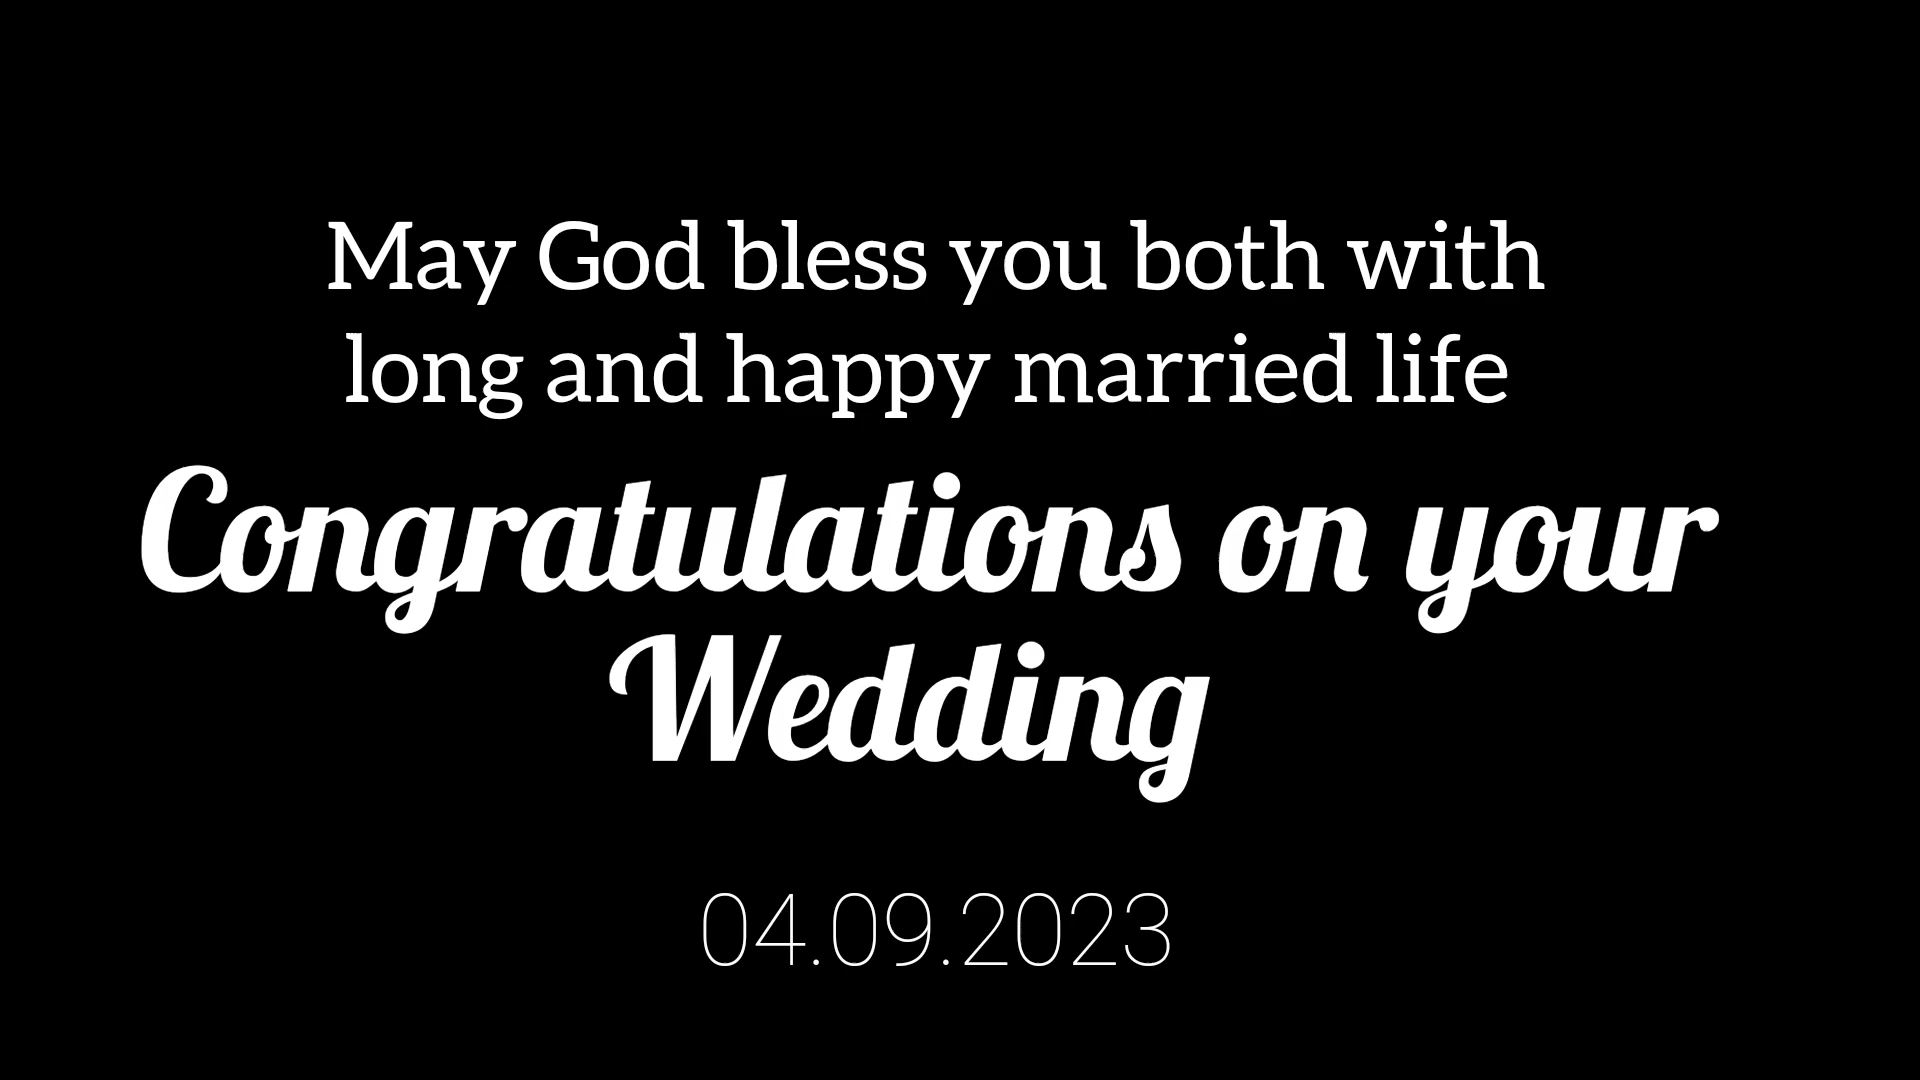 May God bless you both with
long and happy married life
Congratulations on your
Wedding
04.09.2023